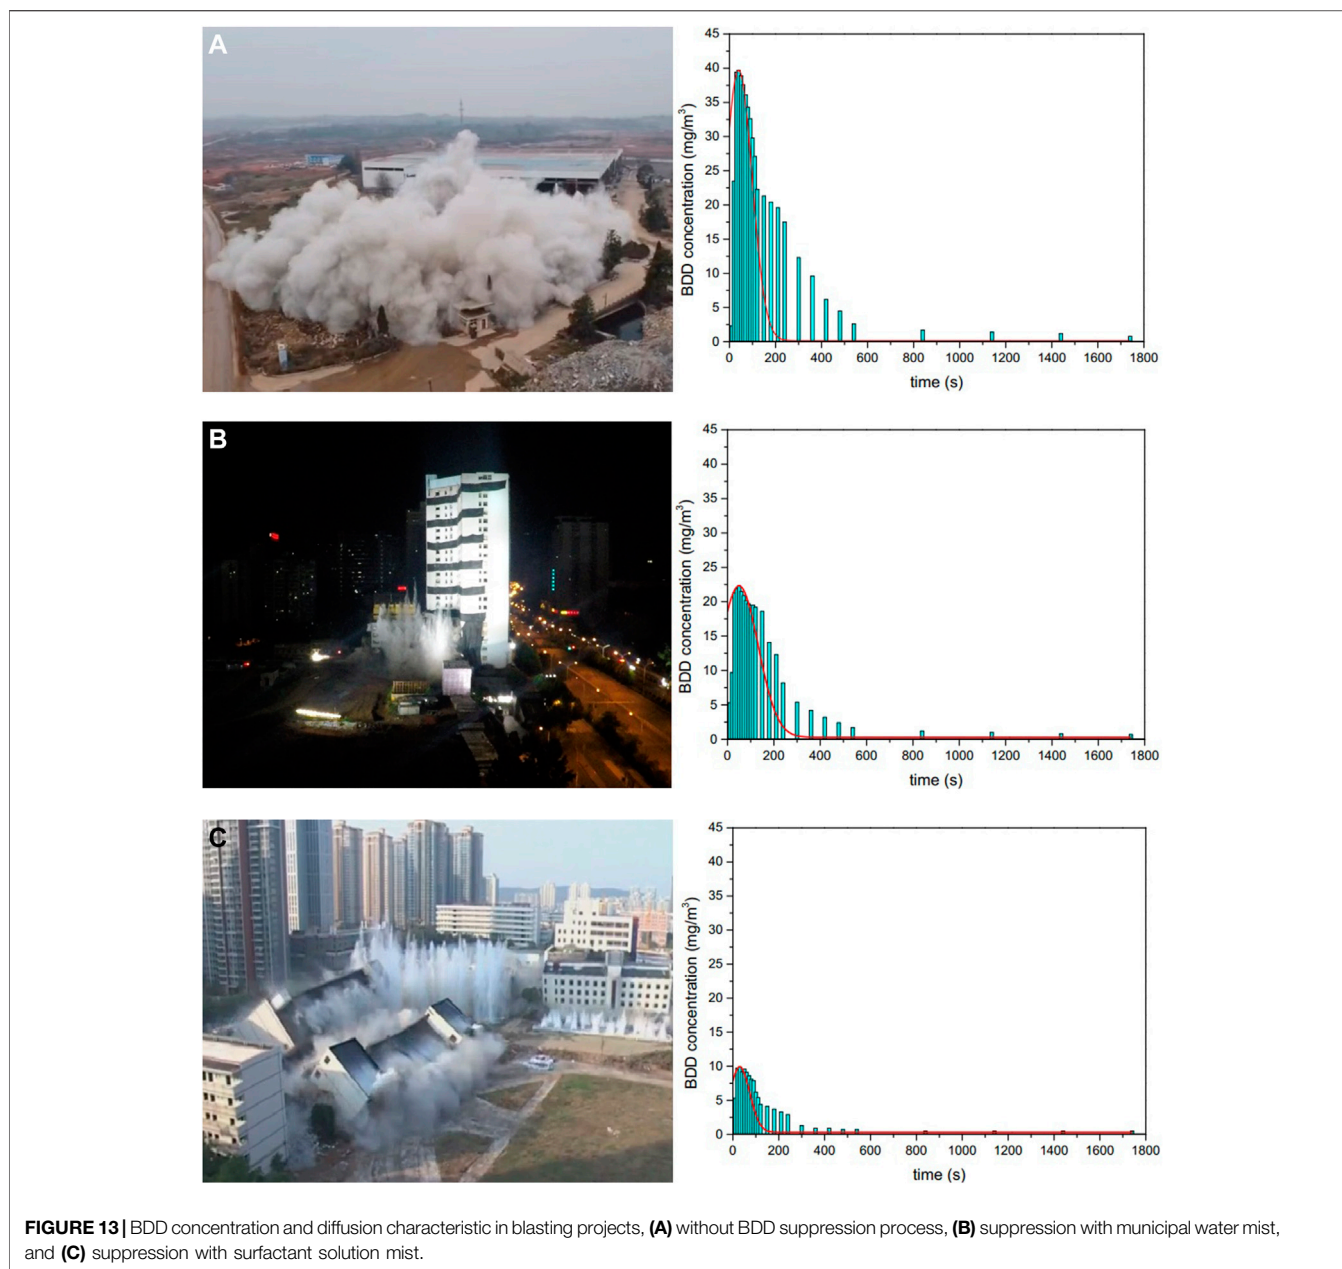 A
45
40
35
30
25
20
15
10
5
0
BDD concentration (mg/m³)
0 200 400 600 800 1000 1200 1400 1600 1800
time (s)
B
45
40
35
30
25
20
15
10
5
0
BDD concentration (mg/m³)
0 200 400 600 800 1000 1200 1400 1600 1800
time (s)
C
45
40
35
30
25
20
15
10
5
0
BDD concentration (mg/m³)
0 200 400 600 800 1000 1200 1400 1600 1800
time (s)
FIGURE 13 | BDD concentration and diffusion characteristic in blasting projects, (A) without BDD suppression process, (B) suppression with municipal water mist,
and (C) suppression with surfactant solution mist.